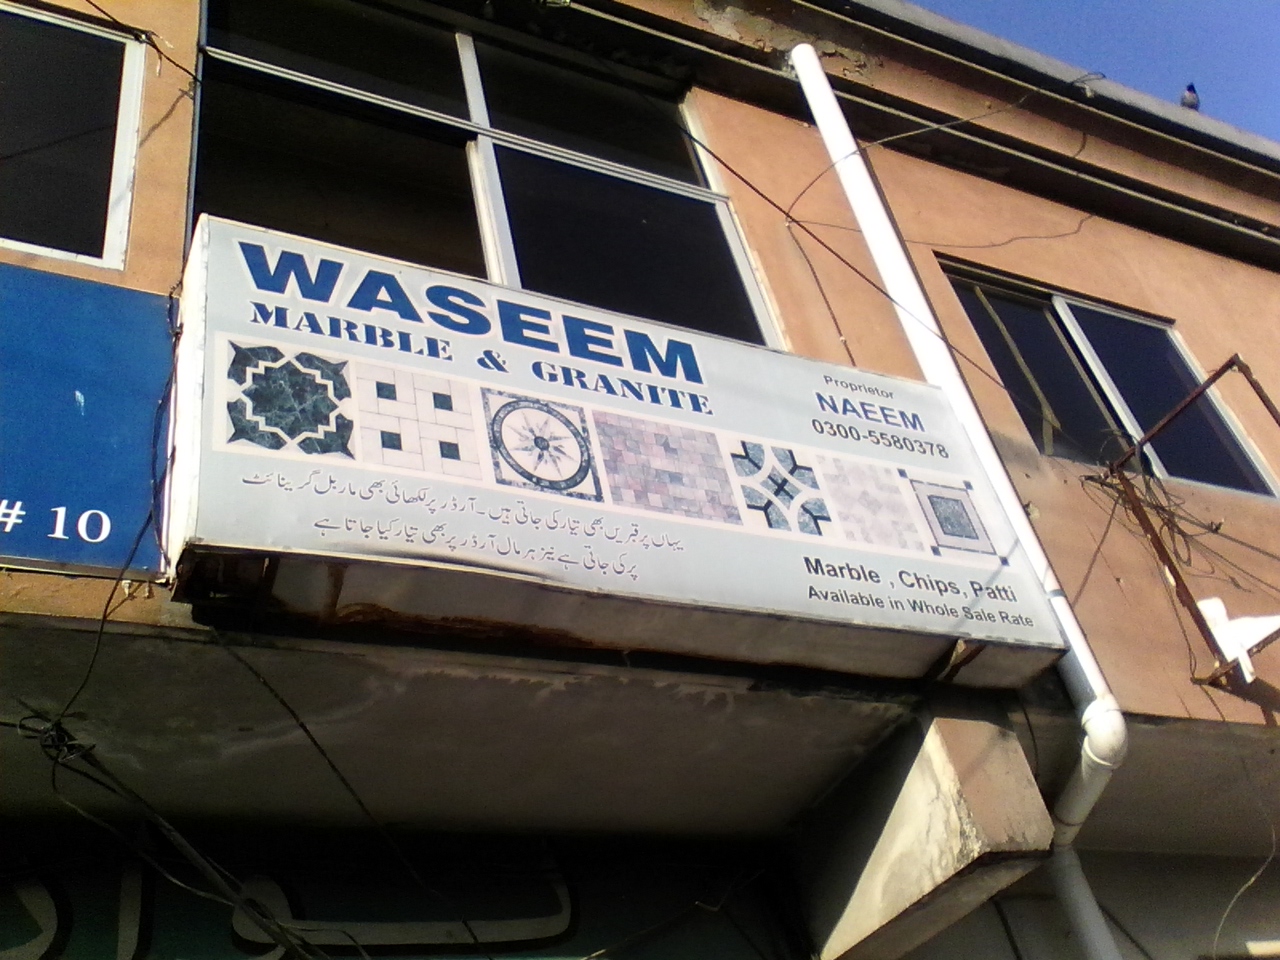 WASEEM
MARBLE & GRANITE
Proprietor
NAEEM
0300-5580378
یہاں پر قبریں بھی تیار کی جاتی ہیں۔ آرڈر پر لکھائی بھی ماربل گرینائٹ
پر کی جاتی ہے نیز ہر مال آرڈر پر بھی تیار کیا جاتا ہے
Marble , Chips, Patti
Available in Whole Sale Rate
# 10